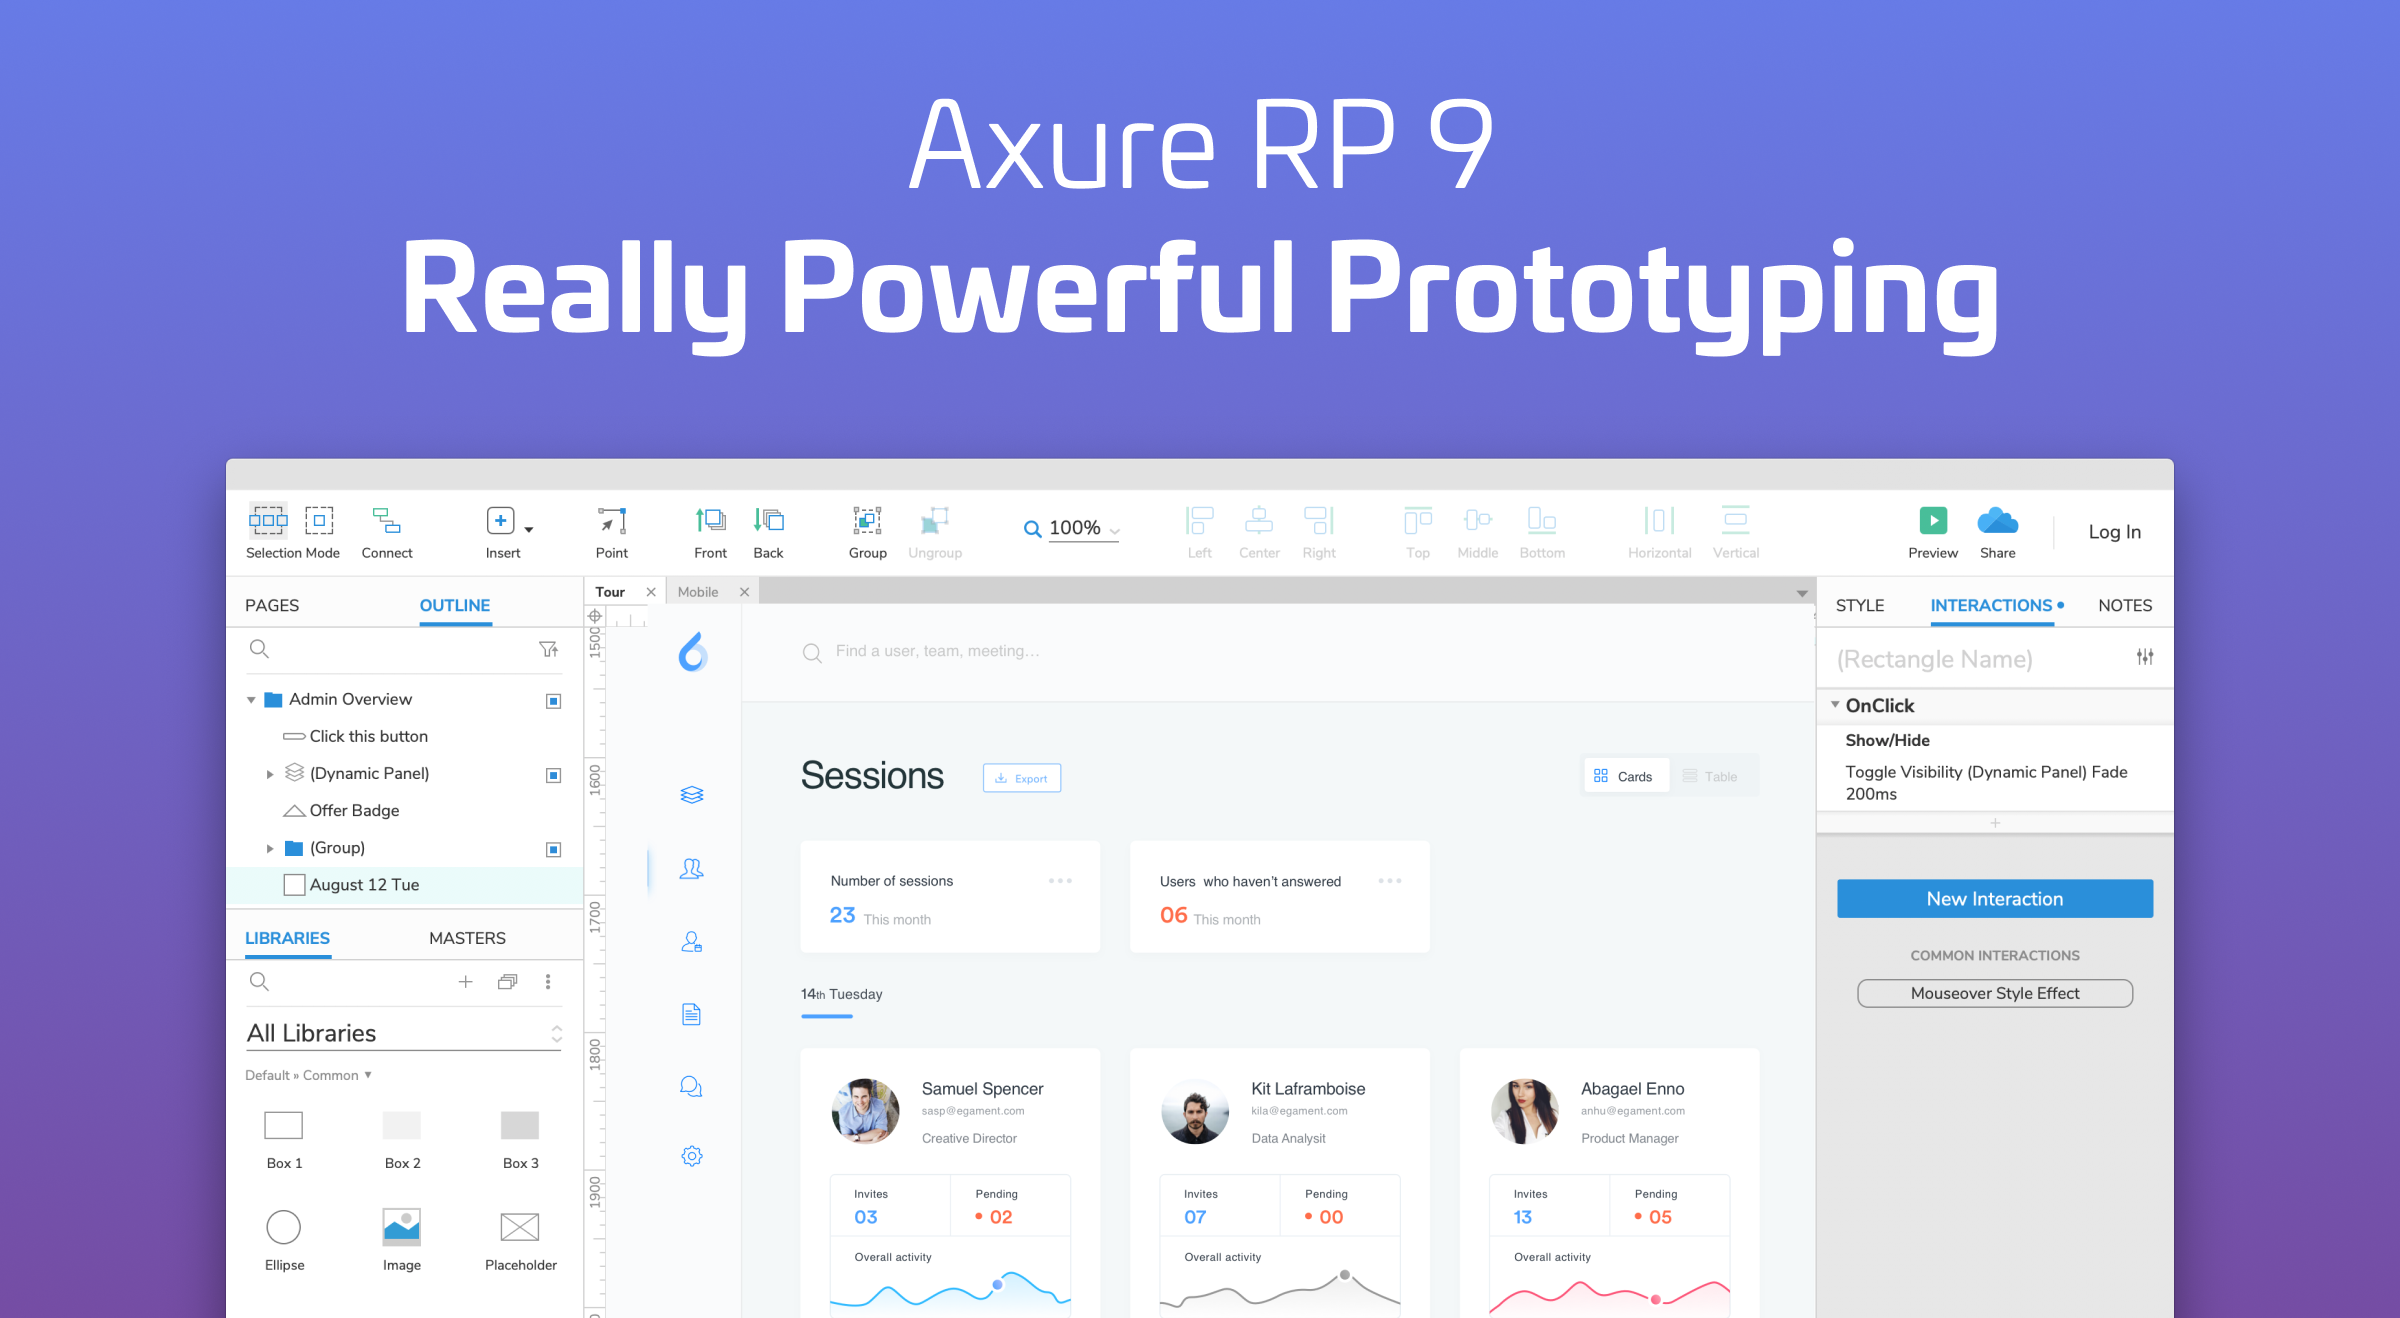 Axure RP 9
Really Powerful Prototyping
Selection Mode
Connect
Insert
Point
Front
Back
Group
Ungroup
100%
Left
Center
Right
Top
Middle
Bottom
Horizontal
Vertical
Preview
Share
Log In
PAGES
OUTLINE
Admin Overview
Click this button
(Dynamic Panel)
Offer Badge
(Group)
August 12 Tue
LIBRARIES
MASTERS
All Libraries
Default » Common
Box 1
Box 2
Box 3
Ellipse
Image
Placeholder
Tour
Mobile
1500
1600
1700
1800
1900
Find a user, team, meeting...
Sessions
Export
Cards
Table
Number of sessions
23 This month
Users who haven't answered
06 This month
14th Tuesday
Samuel Spencer
sasp@egament.com
Creative Director
Invites
03
Pending
02
Overall activity
Kit Laframboise
kila@egament.com
Data Analysit
Invites
07
Pending
00
Overall activity
Abagael Enno
anhu@egament.com
Product Manager
Invites
13
Pending
05
Overall activity
STYLE
INTERACTIONS
NOTES
(Rectangle Name)
OnClick
Show/Hide
Toggle Visibility (Dynamic Panel) Fade
200ms
New Interaction
COMMON INTERACTIONS
Mouseover Style Effect